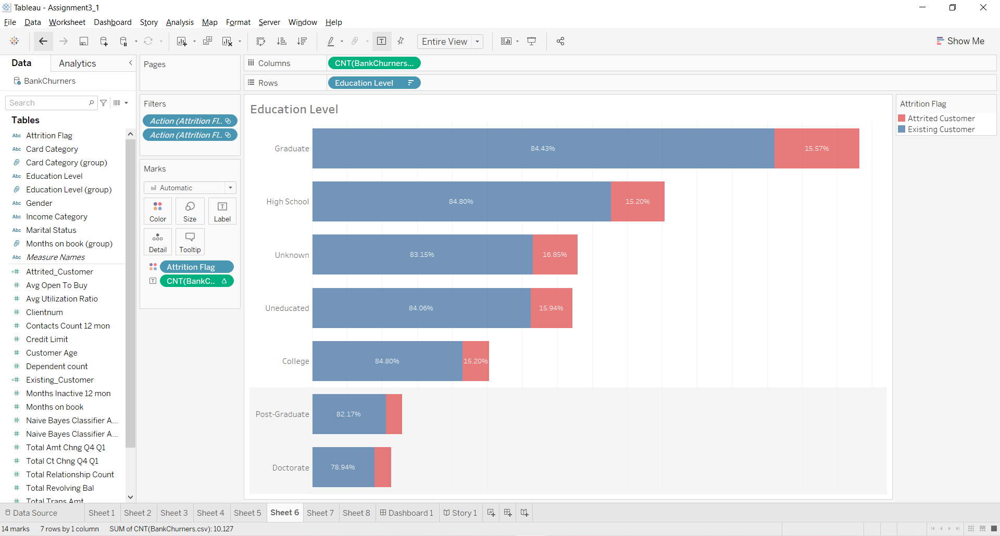 Tableau - Assignment3_1
File Data Worksheet Dashboard Story Analysis Map Format Server Window Help
Entire View
Show Me
Data Analytics
BankChurners
Search
Tables
Abc Attrition Flag
Abc Card Category
Card Category (group)
Abc Education Level
Education Level (group)
Abc Gender
Abc Income Category
Abc Marital Status
Months on book (group)
Abc Measure Names
Attrited_Customer
Avg Open To Buy
Avg Utilization Ratio
Clientnum
Contacts Count 12 mon
Credit Limit
Customer Age
Dependent count
Existing_Customer
Months Inactive 12 mon
Months on book
Naive Bayes Classifier A...
Naive Bayes Classifier A...
Total Amt Chng Q4 Q1
Total Ct Chng Q4 Q1
Total Relationship Count
Total Revolving Bal
Total Trans Amt
Pages
Filters
Action (Attrition Fl..
Action (Attrition Fl..
Marks
Automatic
Color Size Label
Detail Tooltip
Attrition Flag
CNT(BankC..
Columns CNT(BankChurners...
Rows Education Level
Education Level
Graduate 84.43% 15.57%
High School 84.80% 15.20%
Unknown 83.15% 16.85%
Uneducated 84.06% 15.94%
College 84.80% 15.20%
Post-Graduate 82.17%
Doctorate 78.94%
Attrition Flag
Attrited Customer
Existing Customer
Data Source Sheet 1 Sheet 2 Sheet 3 Sheet 4 Sheet 5 Sheet 6 Sheet 7 Sheet 8 Dashboard 1 Story 1
14 marks 7 rows by 1 column SUM of CNT(BankChurners.csv): 10,127